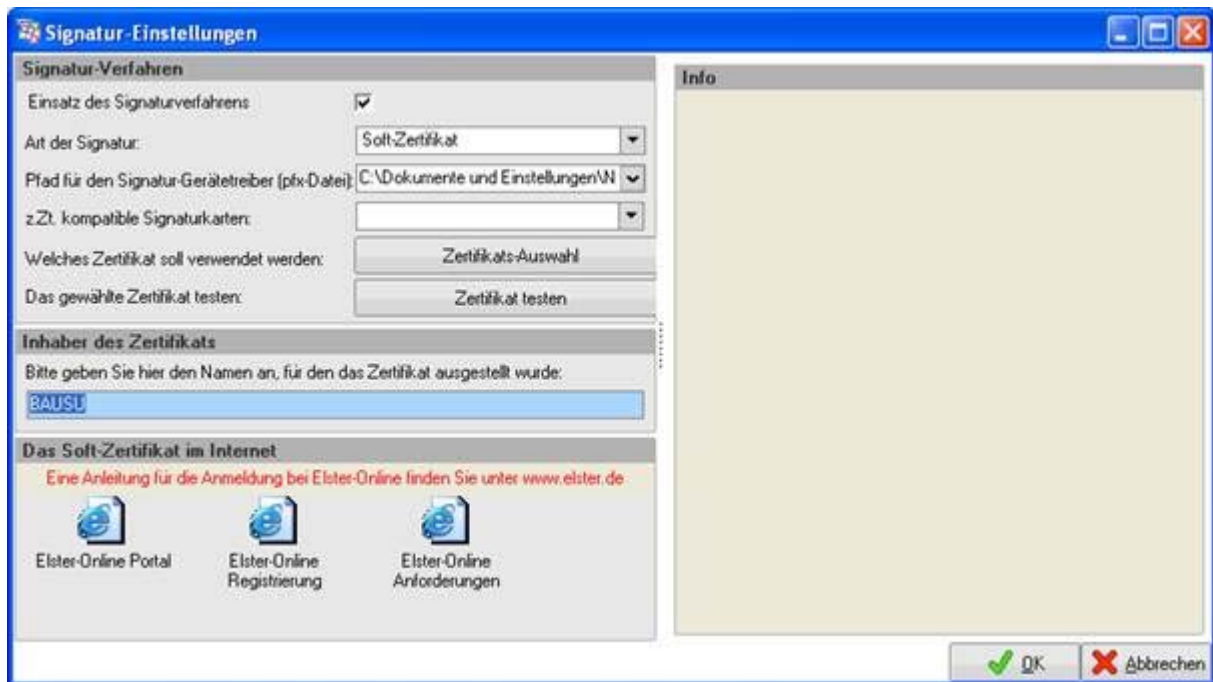 Signatur-Einstellungen
Signatur-Verfahren
Einsatz des Signaturverfahrens
Art der Signatur:
Soft-Zertifikat
Pfad für den Signatur-Gerätetreiber (pfx-Datei):
C:\Dokumente und Einstellungen\N
z.Zt. kompatible Signaturkarten:
Welches Zertifikat soll verwendet werden:
Zertifikats-Auswahl
Das gewählte Zertifikat testen:
Zertifikat testen
Inhaber des Zertifikats
Bitte geben Sie hier den Namen an, für den das Zertifikat ausgestellt wurde:
BAUSU
Das Soft-Zertifikat im Internet
Eine Anleitung für die Anmeldung bei Elster-Online finden Sie unter www.elster.de
Elster-Online Portal
Elster-Online
Registrierung
Elster-Online
Anforderungen
Info
OK
Abbrechen